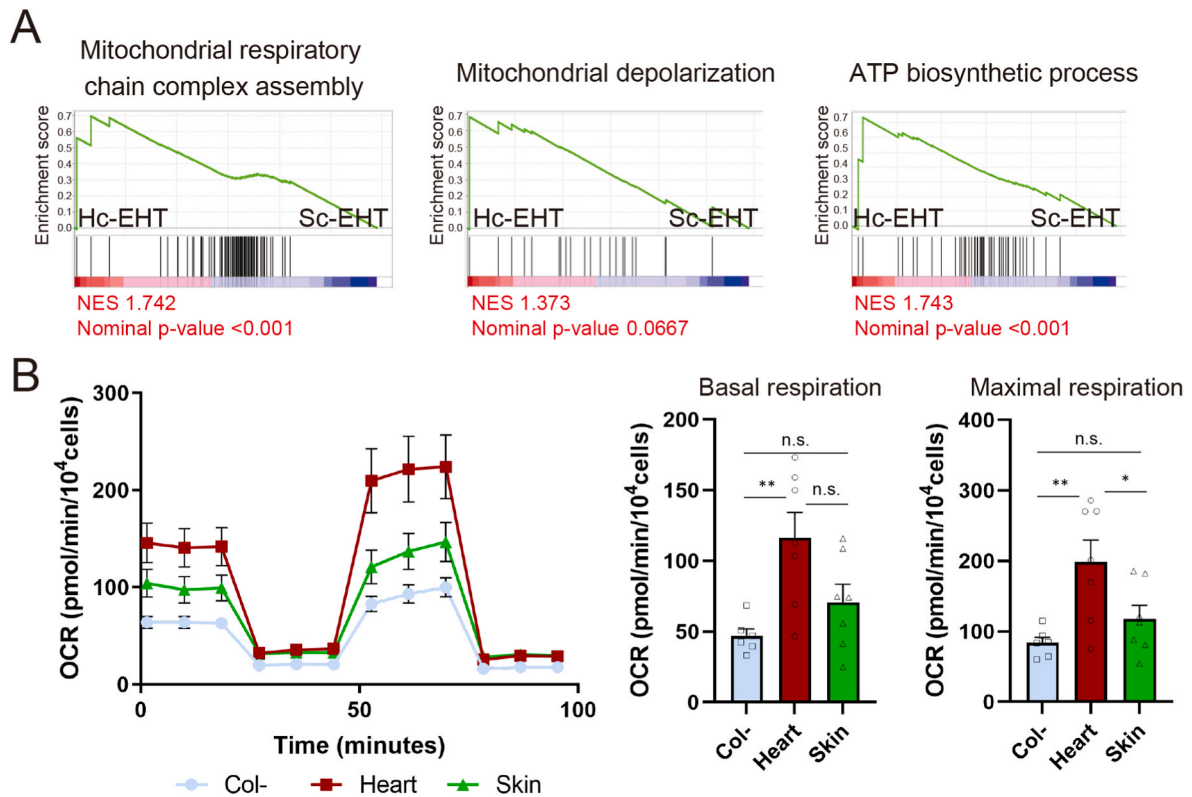 A
Mitochondrial respiratory
chain complex assembly
Mitochondrial depolarization
ATP biosynthetic process
Enrichment score
0.7
0.6
0.5
0.4
0.3
0.2
0.1
0.0
Hc-EHT
Sc-EHT
NES 1.742
Nominal p-value <0.001
Enrichment score
0.7
0.6
0.5
0.4
0.3
0.2
0.1
0.0
Hc-EHT
Sc-EHT
NES 1.373
Nominal p-value 0.0667
Enrichment score
0.7
0.6
0.5
0.4
0.3
0.2
0.1
0.0
Hc-EHT
Sc-EHT
NES 1.743
Nominal p-value <0.001
B
OCR (pmol/min/10⁴cells)
300
200
100
0
0
50
100
Time (minutes)
Col-
Heart
Skin
Basal respiration
OCR (pmol/min/10⁴cells)
200
150
100
50
0
n.s.
**
n.s.
Col-
Heart
Skin
Maximal respiration
OCR (pmol/min/10⁴cells)
400
300
200
100
0
n.s.
**
*
Col-
Heart
Skin